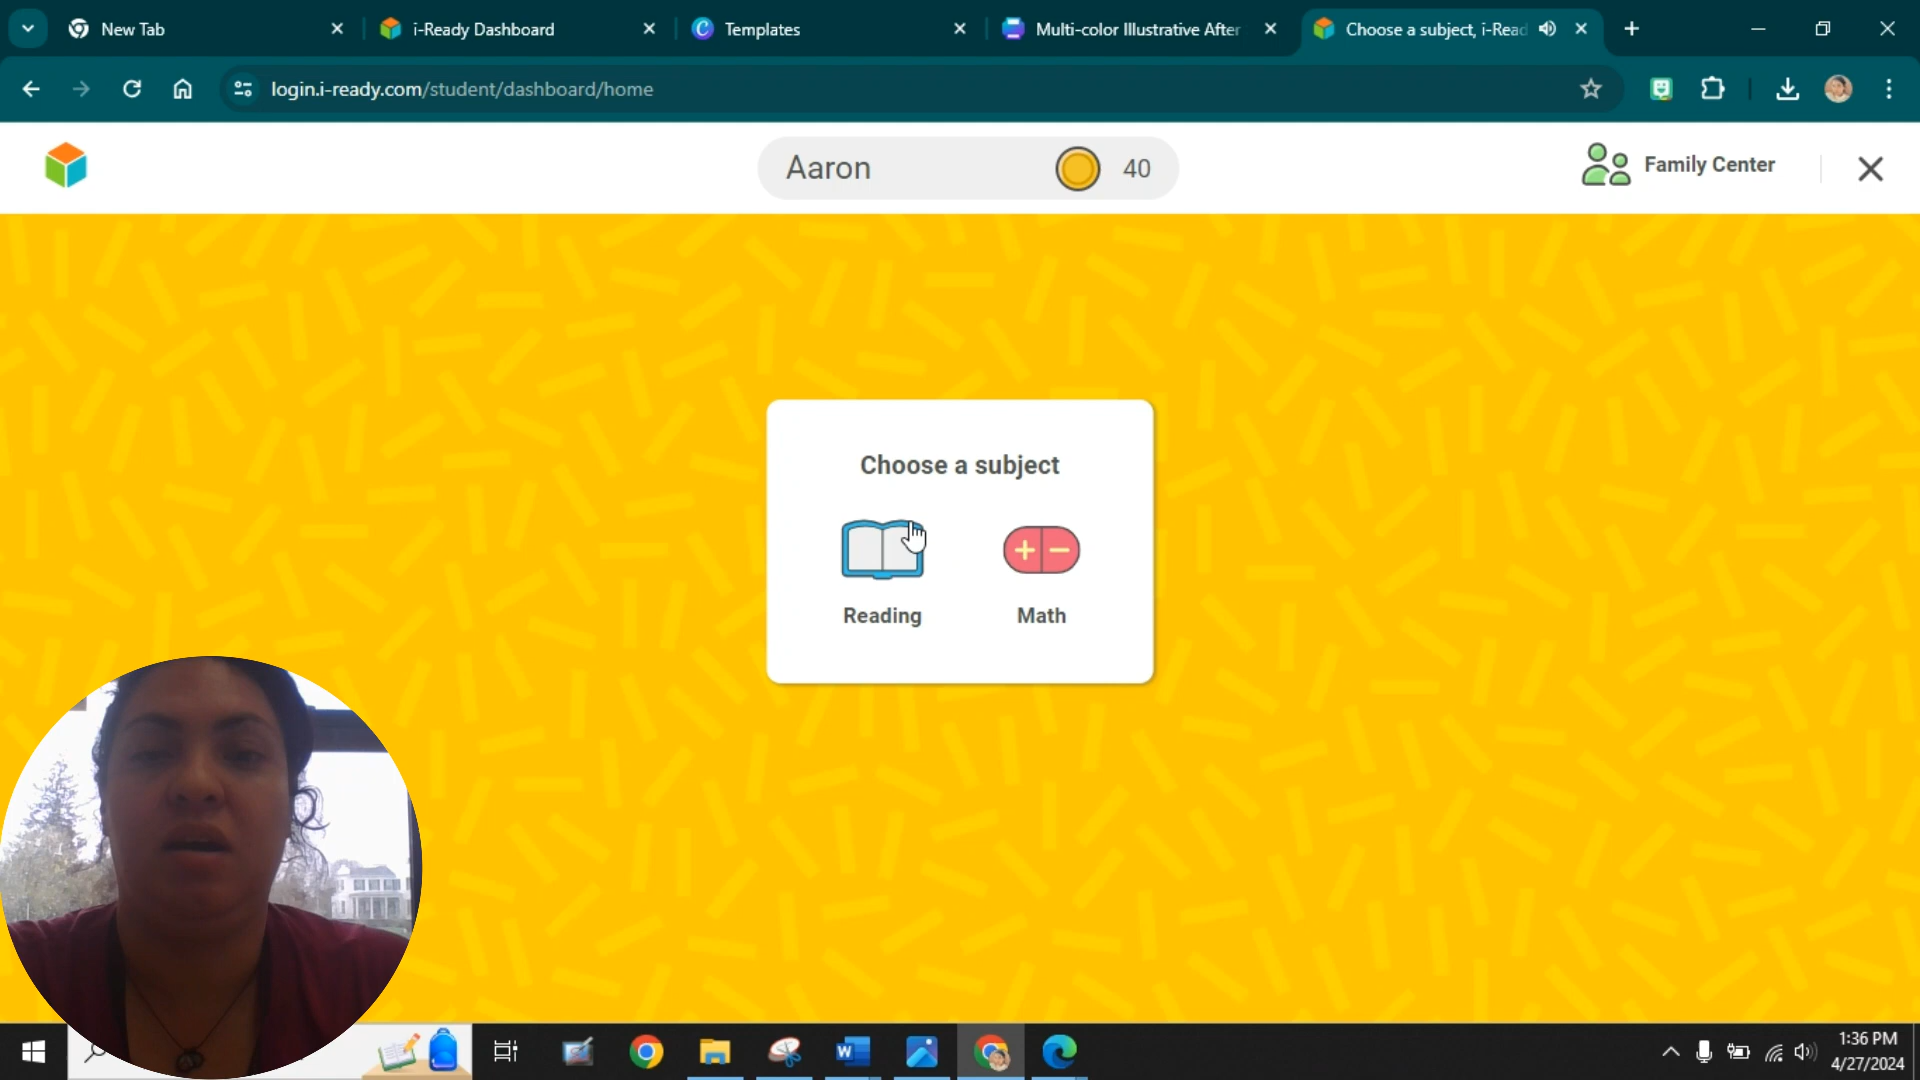 New Tab
i-Ready Dashboard
Templates
Multi-color Illustrative After
Choose a subject, i-Read
login.i-ready.com/student/dashboard/home
Aaron
40
Family Center
Choose a subject
Reading
Math
1:36 PM
4/27/2024